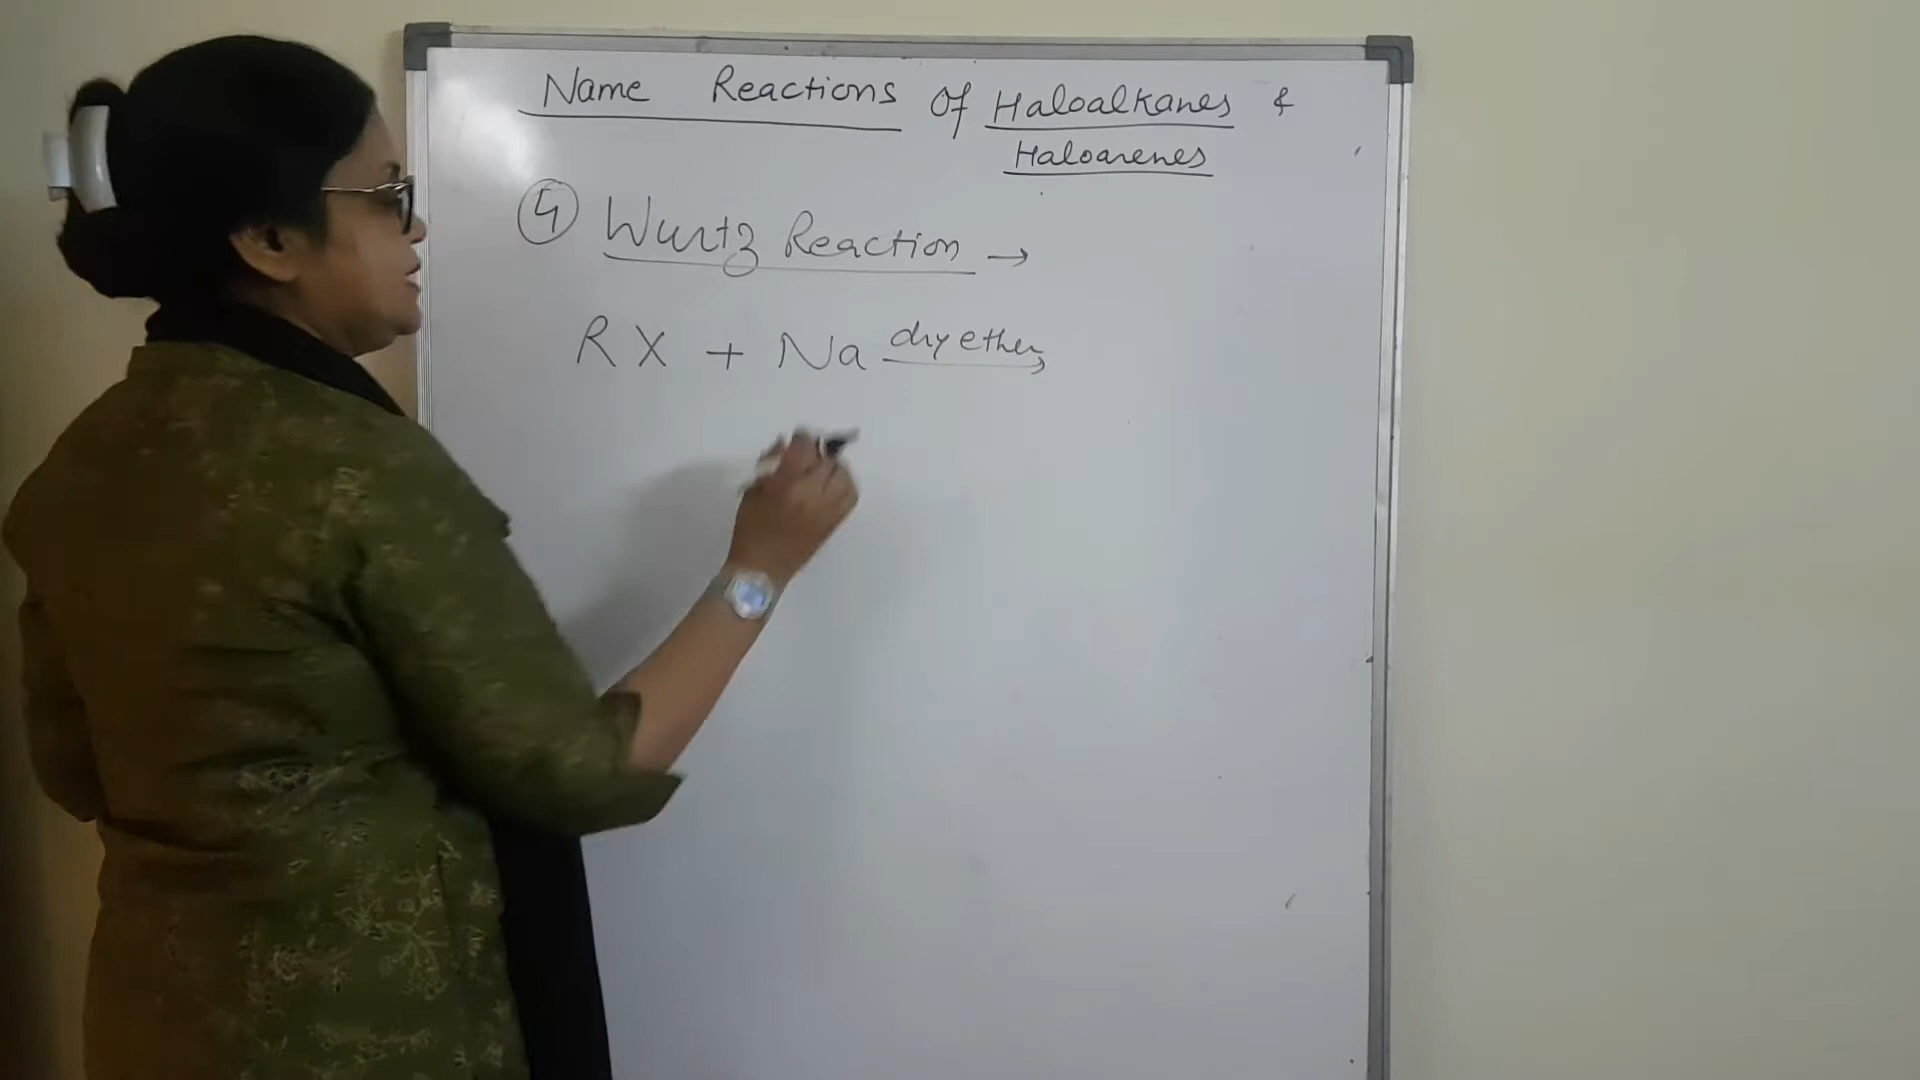 Name Reactions of Haloalkanes &
Haloarenes
④ Wurtz Reaction →
RX + Na dry ether →